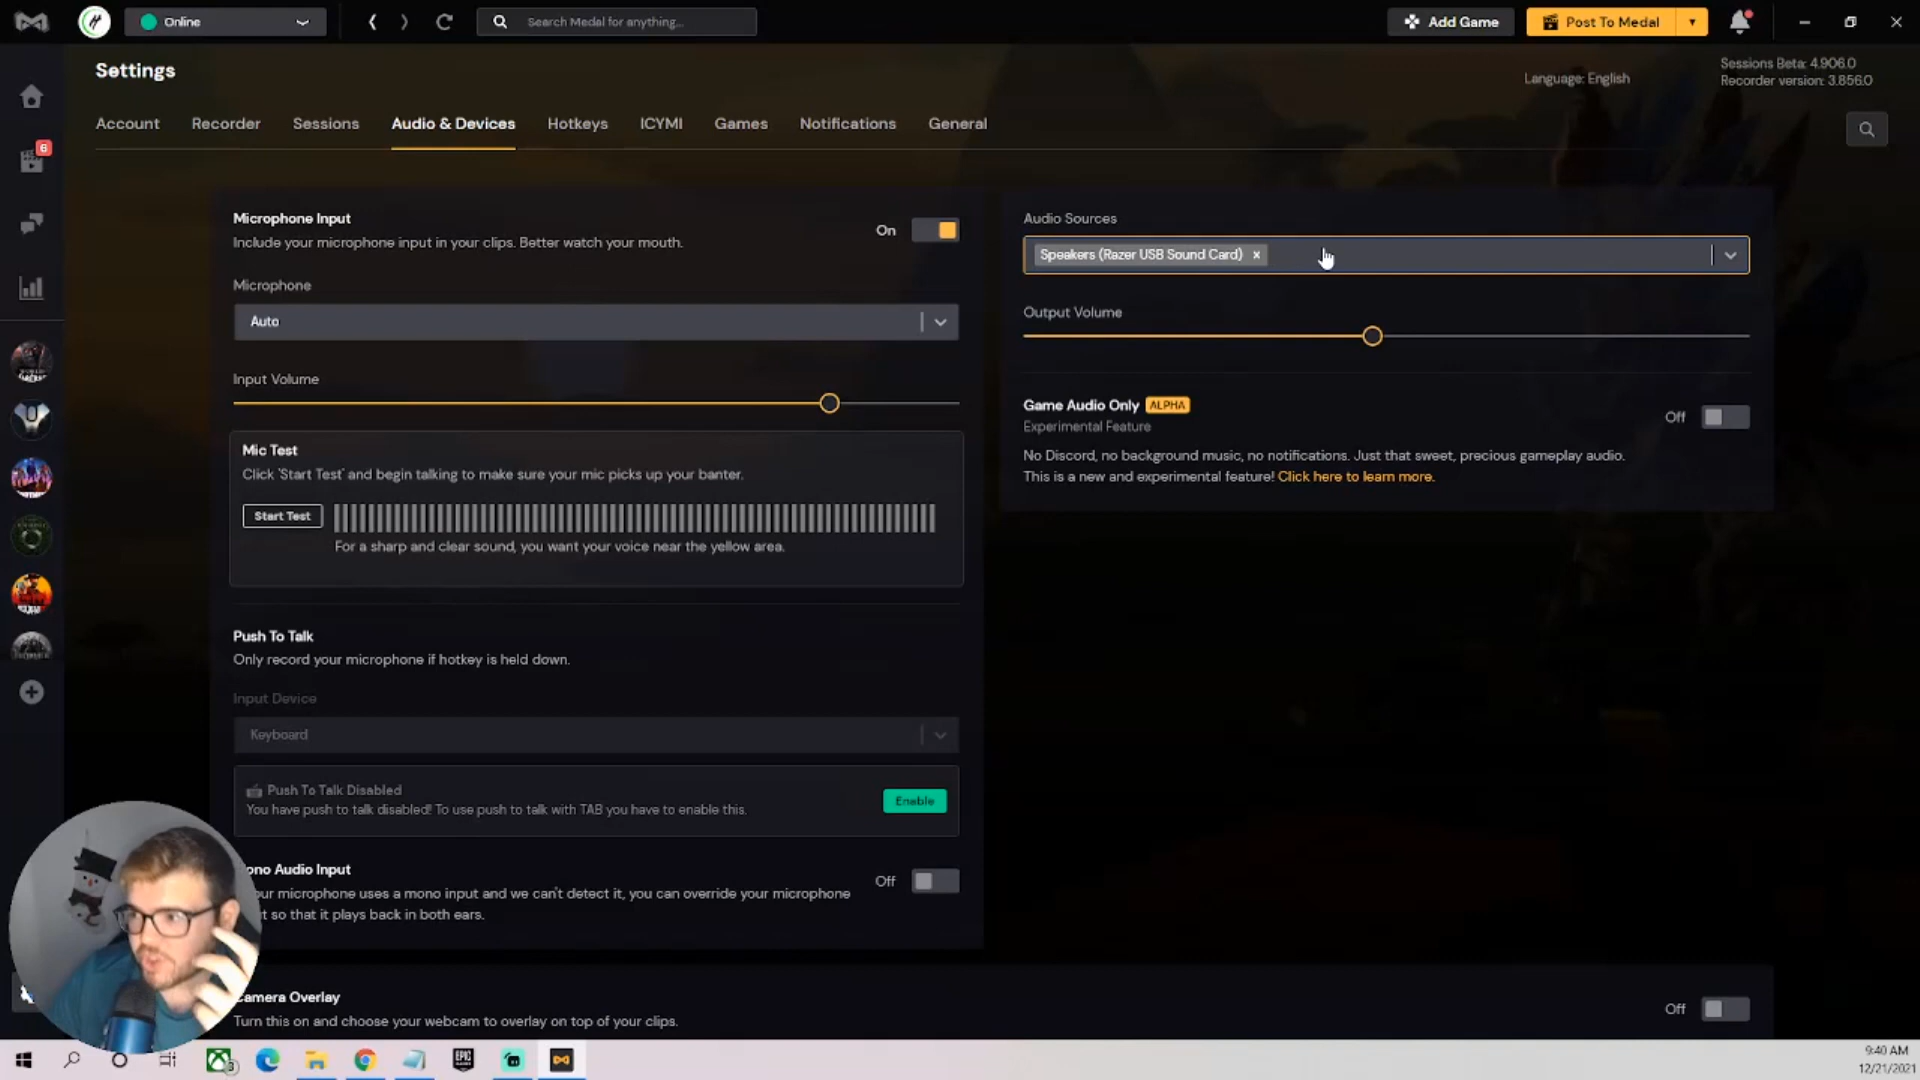 Online
Search Medal for anything...
Add Game
Post To Medal
Settings
Language: English
Sessions Beta: 4.906.0
Recorder version: 3.856.0
Account
Recorder
Sessions
Audio & Devices
Hotkeys
ICYMI
Games
Notifications
General
6
Microphone Input
Include your microphone input in your clips. Better watch your mouth.
On
Microphone
Auto
Input Volume
Mic Test
Click 'Start Test' and begin talking to make sure your mic picks up your banter.
Start Test
For a sharp and clear sound, you want your voice near the yellow area.
Push To Talk
Only record your microphone if hotkey is held down.
Input Device
Keyboard
Push To Talk Disabled
You have push to talk disabled! To use push to talk with TAB you have to enable this.
Enable
ono Audio Input
our microphone uses a mono input and we can't detect it, you can override your microphone
t so that it plays back in both ears.
Off
Audio Sources
Speakers (Razer USB Sound Card) ×
Output Volume
Game Audio Only ALPHA
Experimental Feature
Off
No Discord, no background music, no notifications. Just that sweet, precious gameplay audio.
This is a new and experimental feature! Click here to learn more.
amera Overlay
Turn this on and choose your webcam to overlay on top of your clips.
Off
EPIC
9:40 AM
12/21/2021